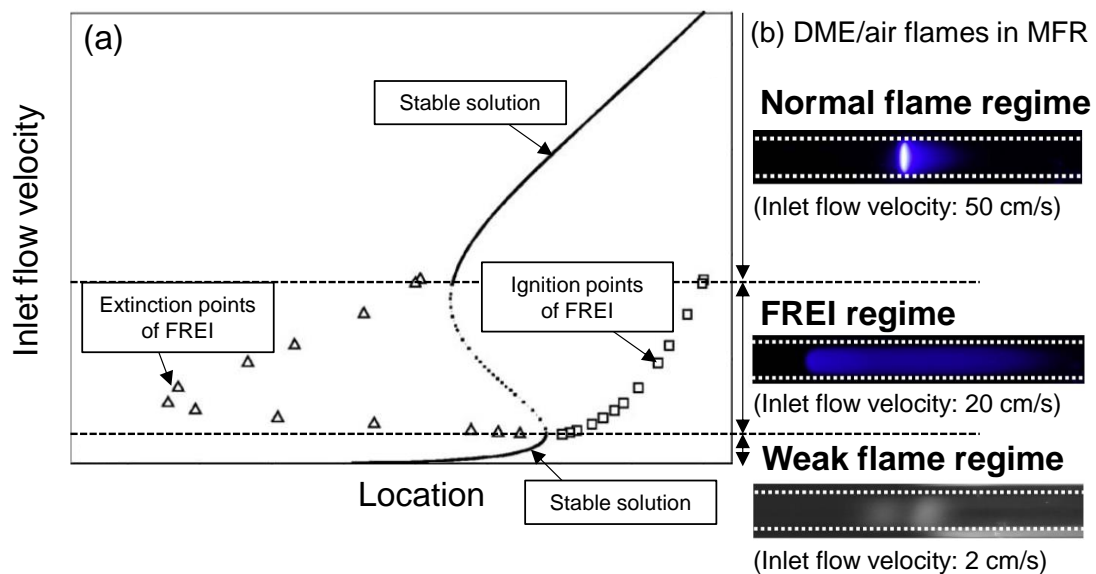 (a)
Stable solution
Extinction points
of FREI
Ignition points
of FREI
Inlet flow velocity
Location
Stable solution
(b) DME/air flames in MFR
Normal flame regime
(Inlet flow velocity: 50 cm/s)
FREI regime
(Inlet flow velocity: 20 cm/s)
Weak flame regime
(Inlet flow velocity: 2 cm/s)